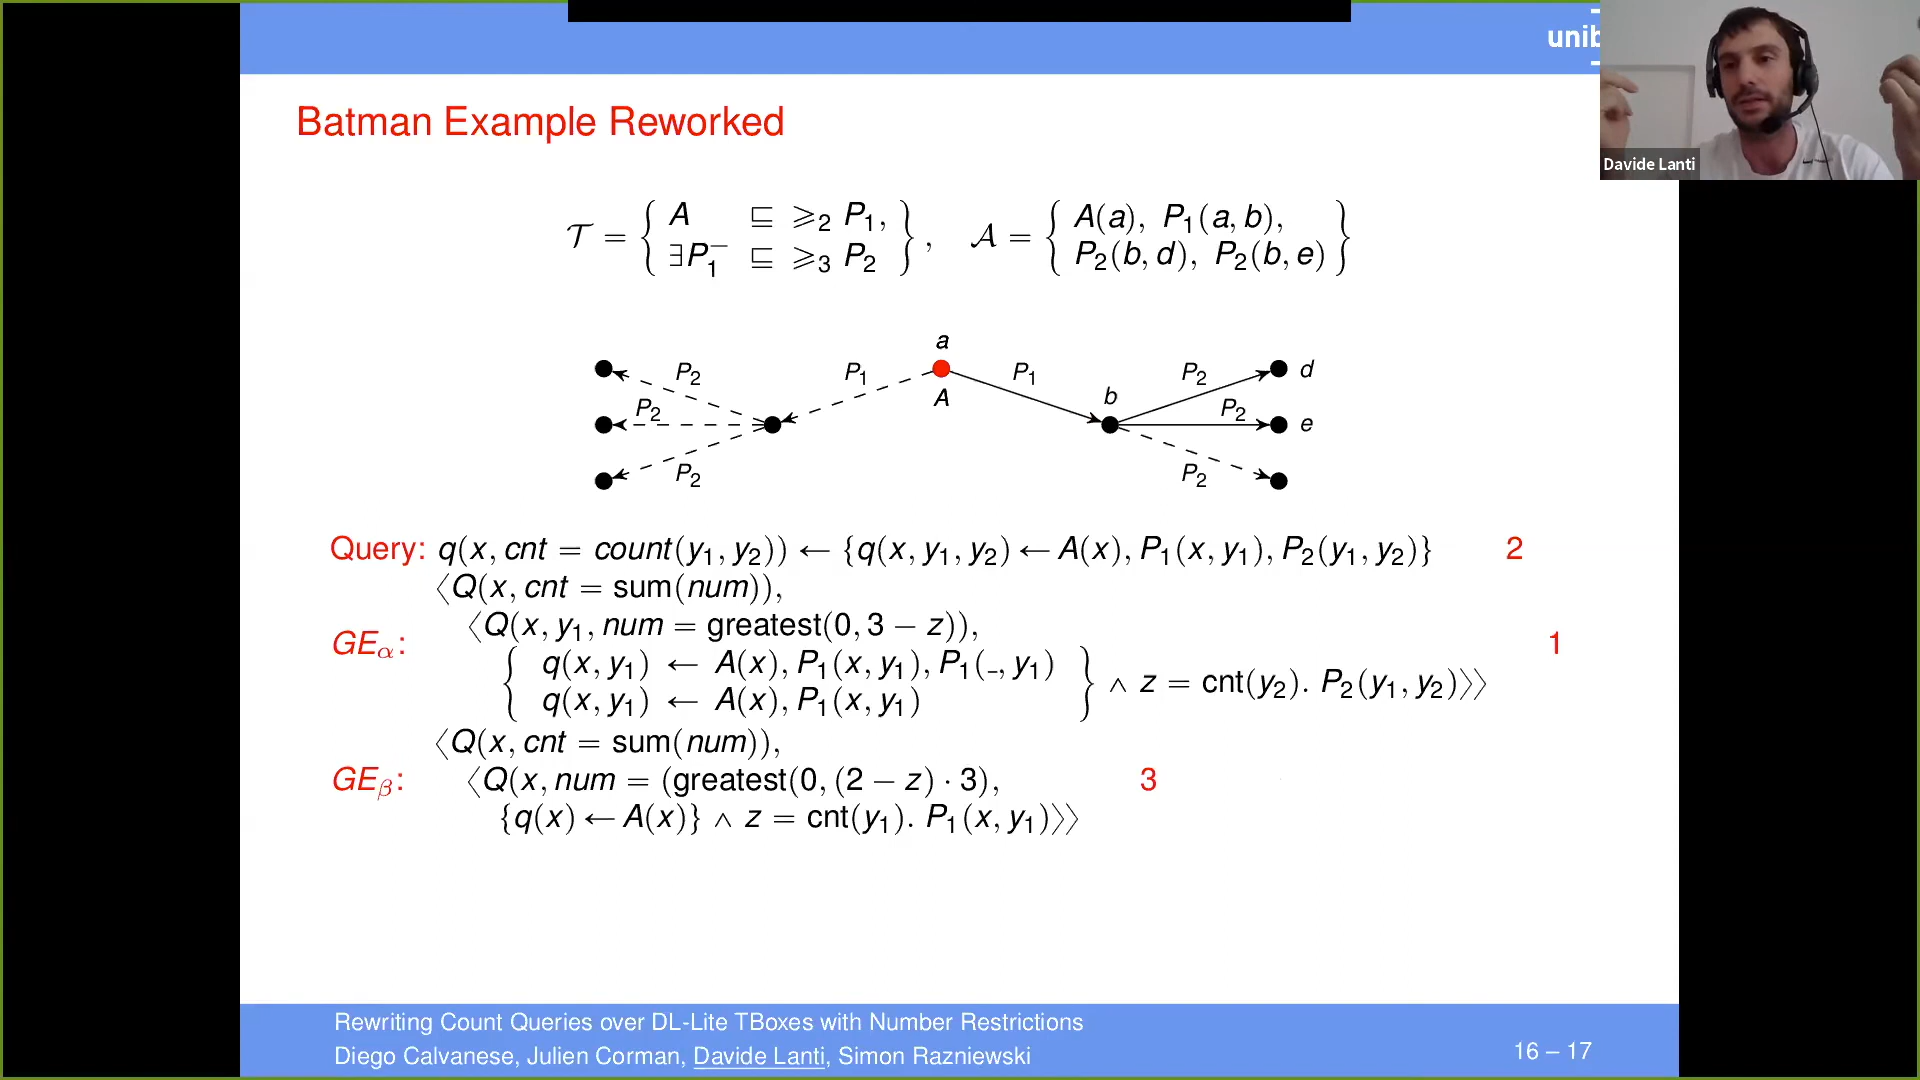 unib
Davide Lanti
Batman Example Reworked
𝒯 = { A ⊑ ⩾₂ P₁, ∃P₁⁻ ⊑ ⩾₃ P₂ }, 𝒜 = { A(a), P₁(a, b), P₂(b, d), P₂(b, e) }
a
P₂ P₁ P₁ P₂ d
A b
P₂ P₂ e
P₂ P₂
Query: q(x, cnt = count(y₁, y₂)) ← {q(x, y₁, y₂) ← A(x), P₁(x, y₁), P₂(y₁, y₂)} 2
⟨Q(x, cnt = sum(num)),
⟨Q(x, y₁, num = greatest(0, 3 − z)),
GE_α: 1
{ q(x, y₁) ← A(x), P₁(x, y₁), P₁(_, y₁)
q(x, y₁) ← A(x), P₁(x, y₁) } ∧ z = cnt(y₂). P₂(y₁, y₂)⟩⟩
⟨Q(x, cnt = sum(num)),
GE_β: ⟨Q(x, num = (greatest(0, (2 − z) · 3), 3
{q(x) ← A(x)} ∧ z = cnt(y₁). P₁(x, y₁)⟩⟩
Rewriting Count Queries over DL-Lite TBoxes with Number Restrictions
Diego Calvanese, Julien Corman, Davide Lanti, Simon Razniewski
16 – 17